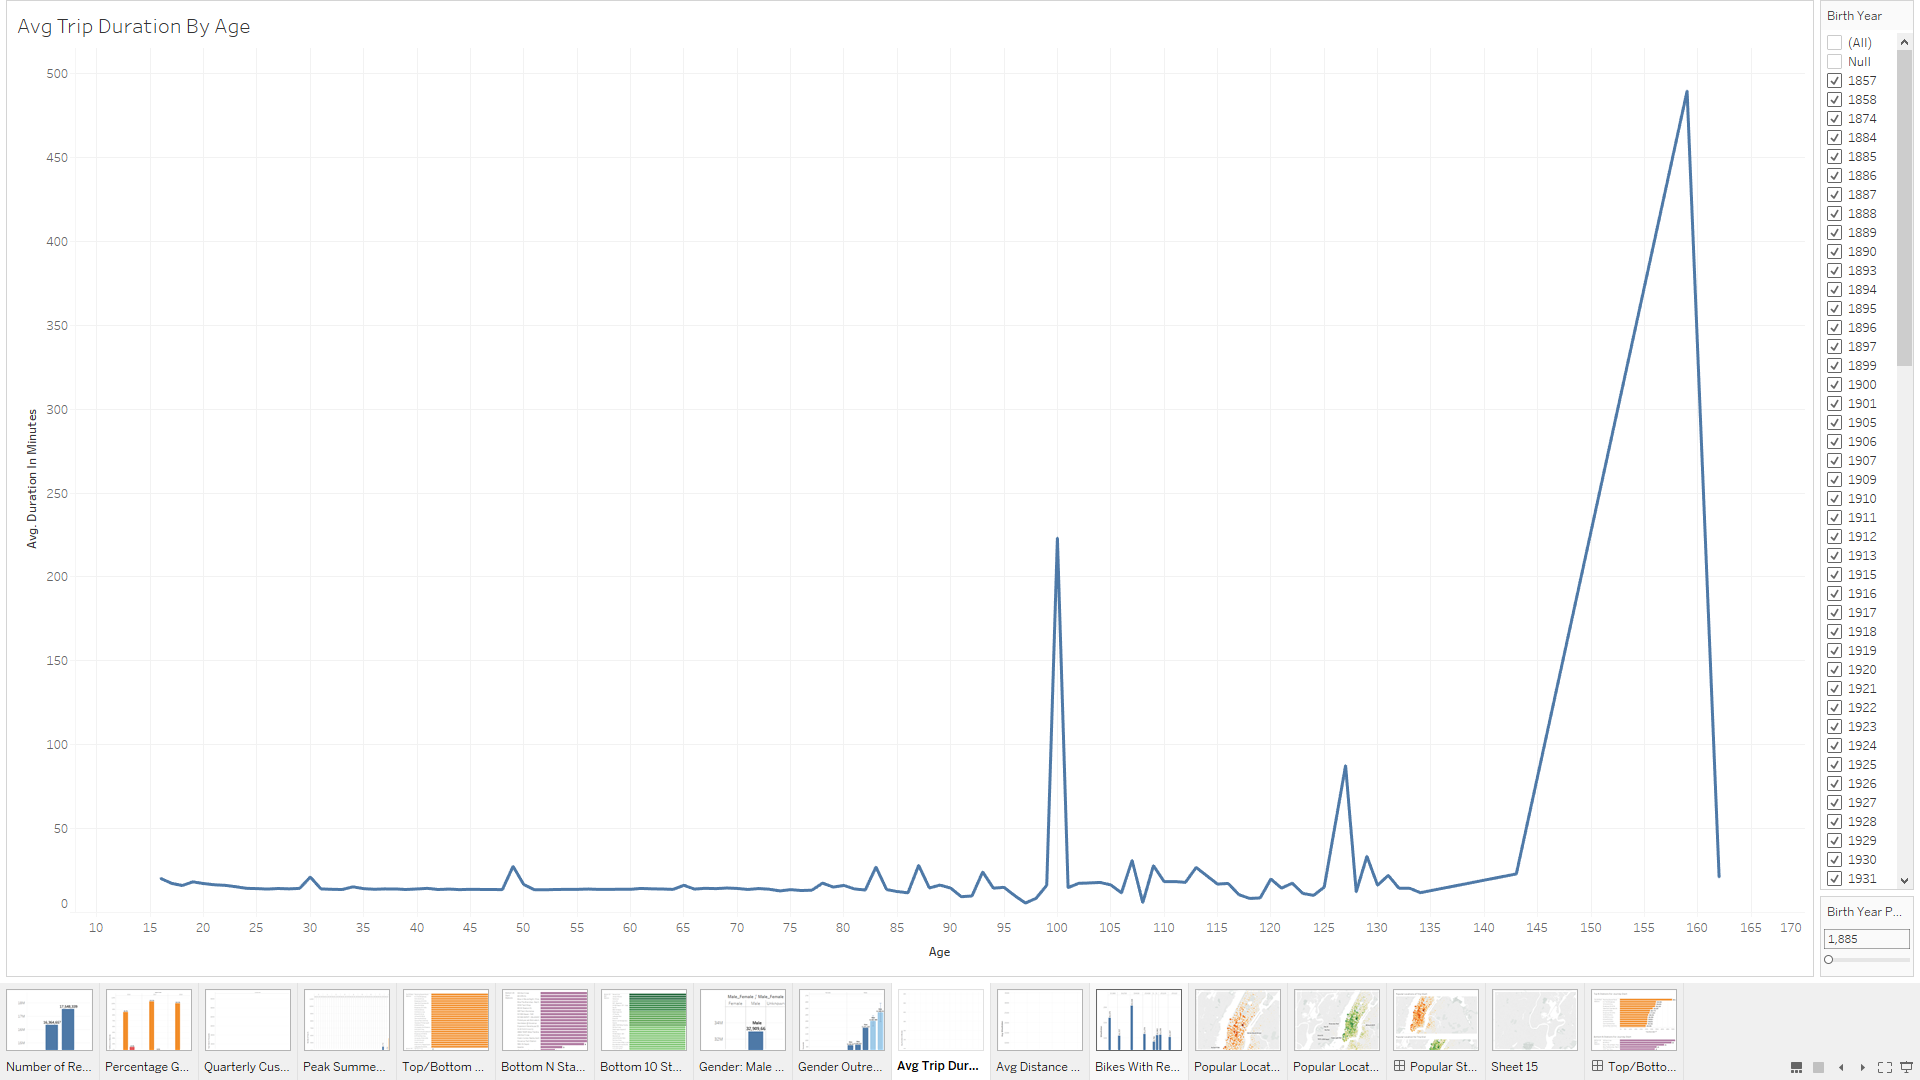 Avg Trip Duration By Age
500
450
400
350
300
250
200
150
100
50
0
Avg. Duration In Minutes
10 15 20 25 30 35 40 45 50 55 60 65 70 75 80 85 90 95 100 105 110 115 120 125 130 135 140 145 150 155 160 165 170
Age
Birth Year
(All)
Null
1857
1858
1874
1884
1885
1886
1887
1888
1889
1890
1893
1894
1895
1896
1897
1899
1900
1901
1905
1906
1907
1909
1910
1911
1912
1913
1915
1916
1917
1918
1919
1920
1921
1922
1923
1924
1925
1926
1927
1928
1929
1930
1931
Birth Year P...
1,885
Male_Female / Male_Female
Male
Number of Re...
Percentage G...
Quarterly Cus...
Peak Summe...
Top/Bottom ...
Bottom N Sta...
Bottom 10 St...
Gender: Male ...
Gender Outre...
Avg Trip Dur...
Avg Distance ...
Bikes With Re...
Popular Locat...
Popular Locat...
Popular St...
Sheet 15
Top/Botto...